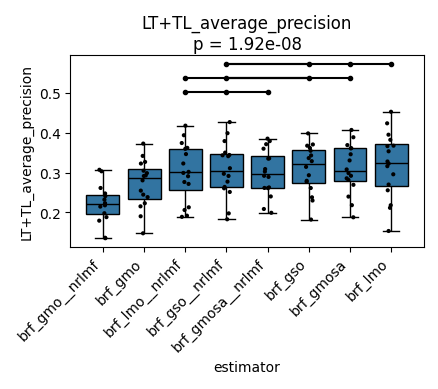 LT+TL_average_precision
p = 1.92e-08
LT+TL_average_precision
0.5
0.4
0.3
0.2
brf_gmo__nrlmf
brf_gmo
brf_lmo__nrlmf
brf_gso__nrlmf
brf_gmosa__nrlmf
brf_gso
brf_gmosa
brf_lmo
estimator